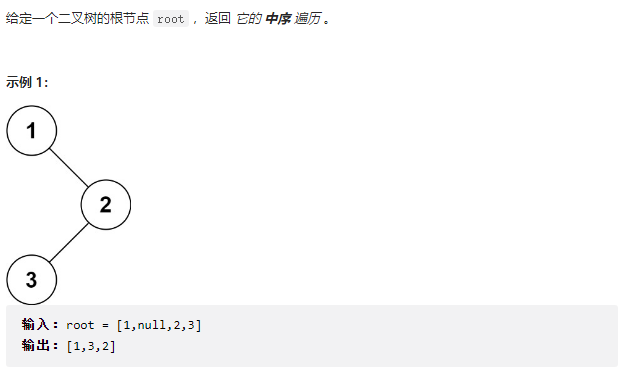 给定一个二叉树的根节点 root ，返回 它的 中序 遍历 。
示例 1：
1
2
3
输入：root = [1,null,2,3]
输出：[1,3,2]